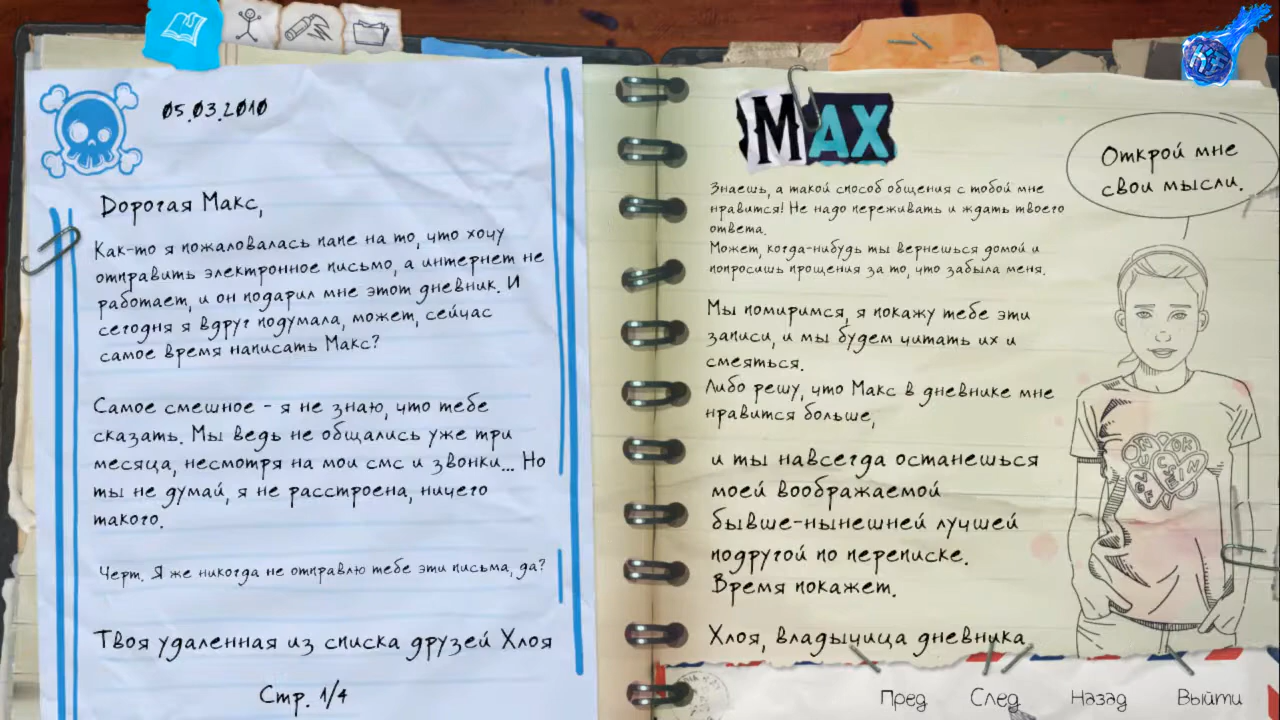 05.03.2010
Дорогая Макс,
Как-то я пожаловалась папе на то, что хочу
отправить электронное письмо, а интернет не
работает, и он подарил мне этот дневник. И
сегодня я вдруг подумала, может, сейчас
самое время написать Макс?
Самое смешное - я не знаю, что тебе
сказать. Мы ведь не общались уже три
месяца, несмотря на мои смс и звонки... Но
ты не думай, я не расстроена, ничего
такого.
Черт. Я же никогда не отправлю тебе эти письма, да?
Твоя удаленная из списка друзей Хлоя
Стр. 1/4
MAX
Знаешь, а такой способ общения с тобой мне
нравится! Не надо переживать и ждать твоего
ответа.
Может, когда-нибудь ты вернешься домой и
попросишь прощения за то, что забыла меня.
Мы помиримся, я покажу тебе эти
записи, и мы будем читать их и
смеяться.
Либо решу, что Макс в дневнике мне
нравится больше,
и ты навсегда останешься
моей воображаемой
бывше-нынешней лучшей
подругой по переписке.
Время покажет.
Хлоя, владычица дневника
Открой мне
свои мысли.
Пред
След
Назад
Выйти